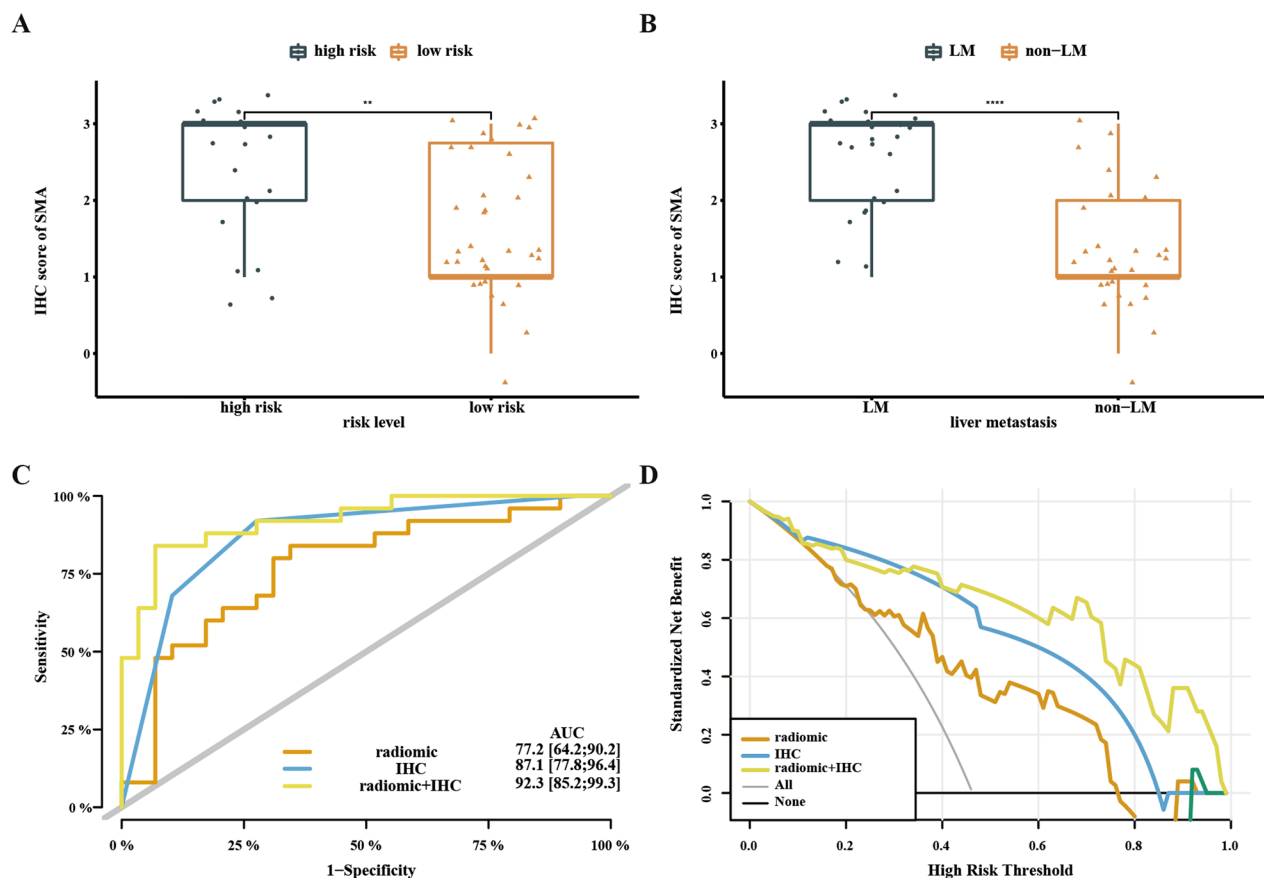 A
high risk low risk
IHC score of SMA
3
2
1
0
**
high risk low risk
risk level
B
LM non−LM
IHC score of SMA
3
2
1
0
****
LM non−LM
liver metastasis
C
Sensitivity
100 %
75 %
50 %
25 %
0 %
AUC
radiomic 77.2 [64.2;90.2]
IHC 87.1 [77.8;96.4]
radiomic+IHC 92.3 [85.2;99.3]
0 % 25 % 50 % 75 % 100 %
1−Specificity
D
Standardized Net Benefit
1.0
0.8
0.6
0.4
0.2
0.0
radiomic
IHC
radiomic+IHC
All
None
0.0 0.2 0.4 0.6 0.8 1.0
High Risk Threshold